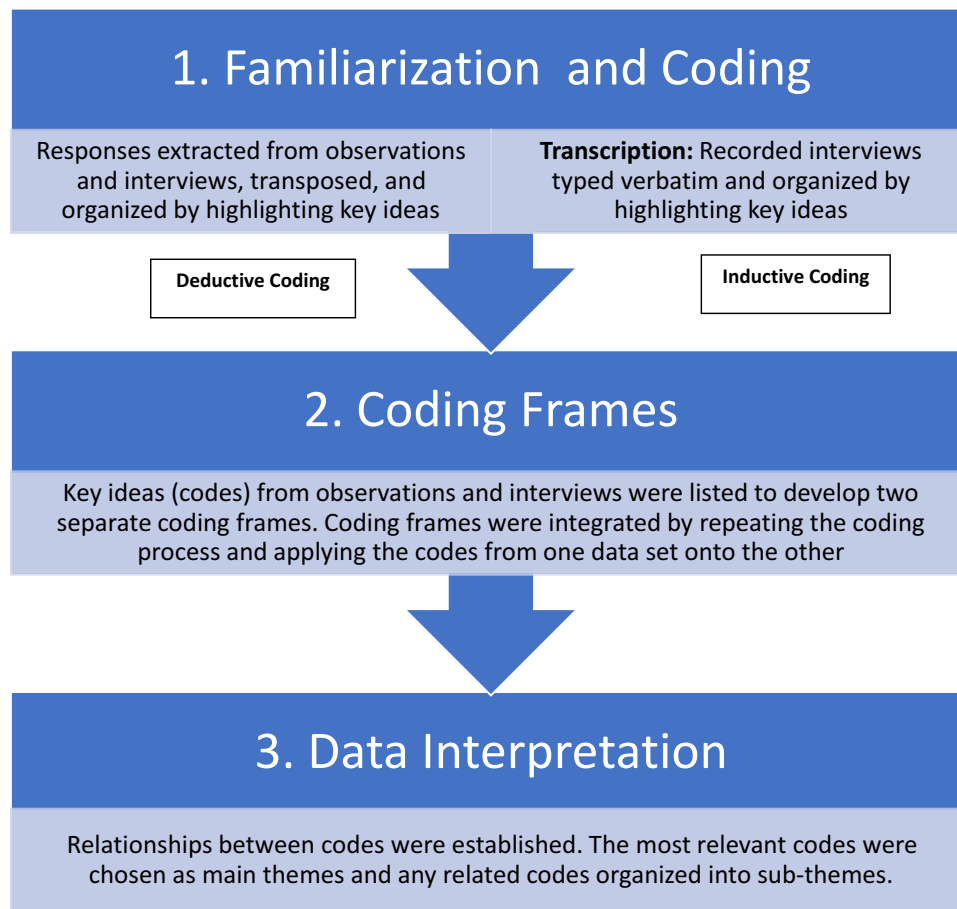 1. Familiarization and Coding
Responses extracted from observations
and interviews, transposed, and
organized by highlighting key ideas
Transcription: Recorded interviews
typed verbatim and organized by
highlighting key ideas
Deductive Coding
Inductive Coding
2. Coding Frames
Key ideas (codes) from observations and interviews were listed to develop two
separate coding frames. Coding frames were integrated by repeating the coding
process and applying the codes from one data set onto the other
3. Data Interpretation
Relationships between codes were established. The most relevant codes were
chosen as main themes and any related codes organized into sub-themes.